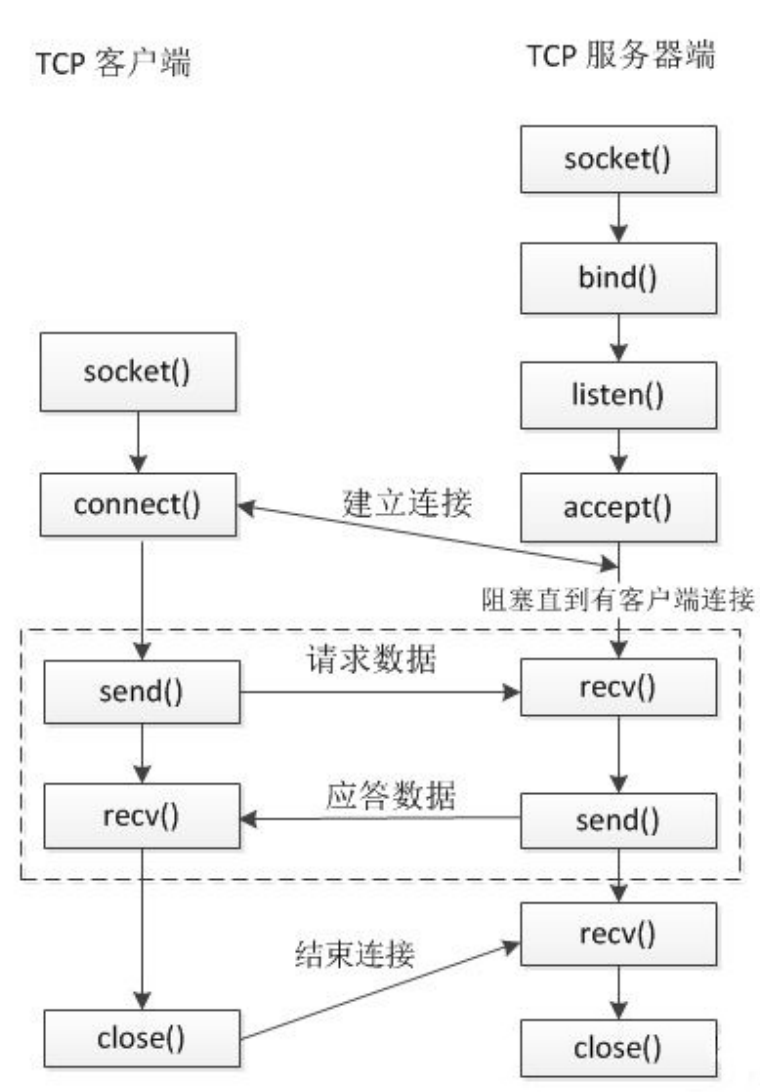 TCP 客户端
TCP 服务器端
socket()
bind()
socket()
listen()
connect()
建立连接
accept()
阻塞直到有客户端连接
send()
请求数据
recv()
recv()
应答数据
send()
结束连接
recv()
close()
close()